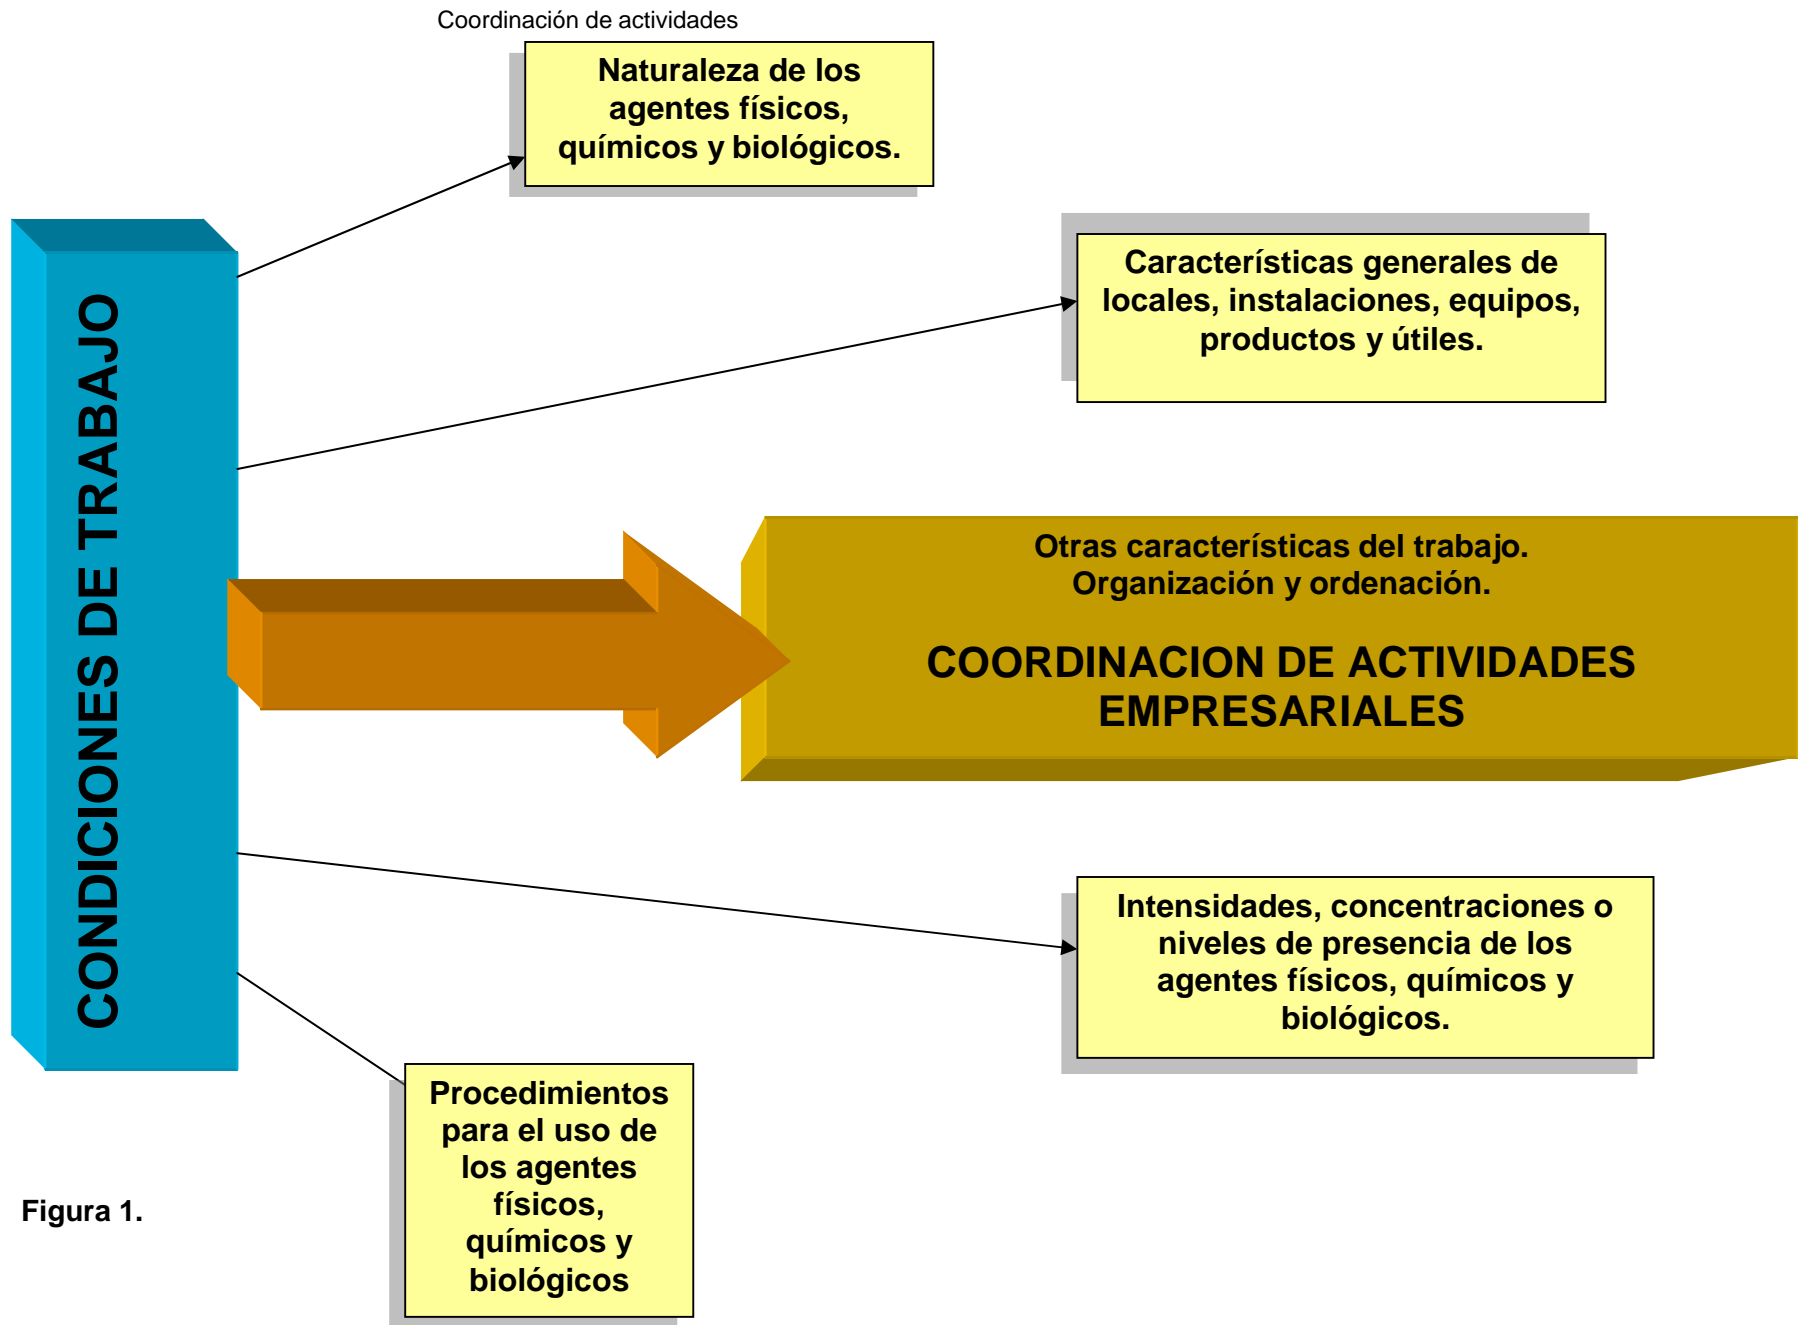 Coordinación de actividades
Naturaleza de los
agentes físicos,
químicos y biológicos.
Características generales de
locales, instalaciones, equipos,
productos y útiles.
CONDICIONES DE TRABAJO
Otras características del trabajo.
Organización y ordenación.
COORDINACION DE ACTIVIDADES
EMPRESARIALES
Intensidades, concentraciones o
niveles de presencia de los
agentes físicos, químicos y
biológicos.
Procedimientos
para el uso de
los agentes
físicos,
químicos y
biológicos
Figura 1.